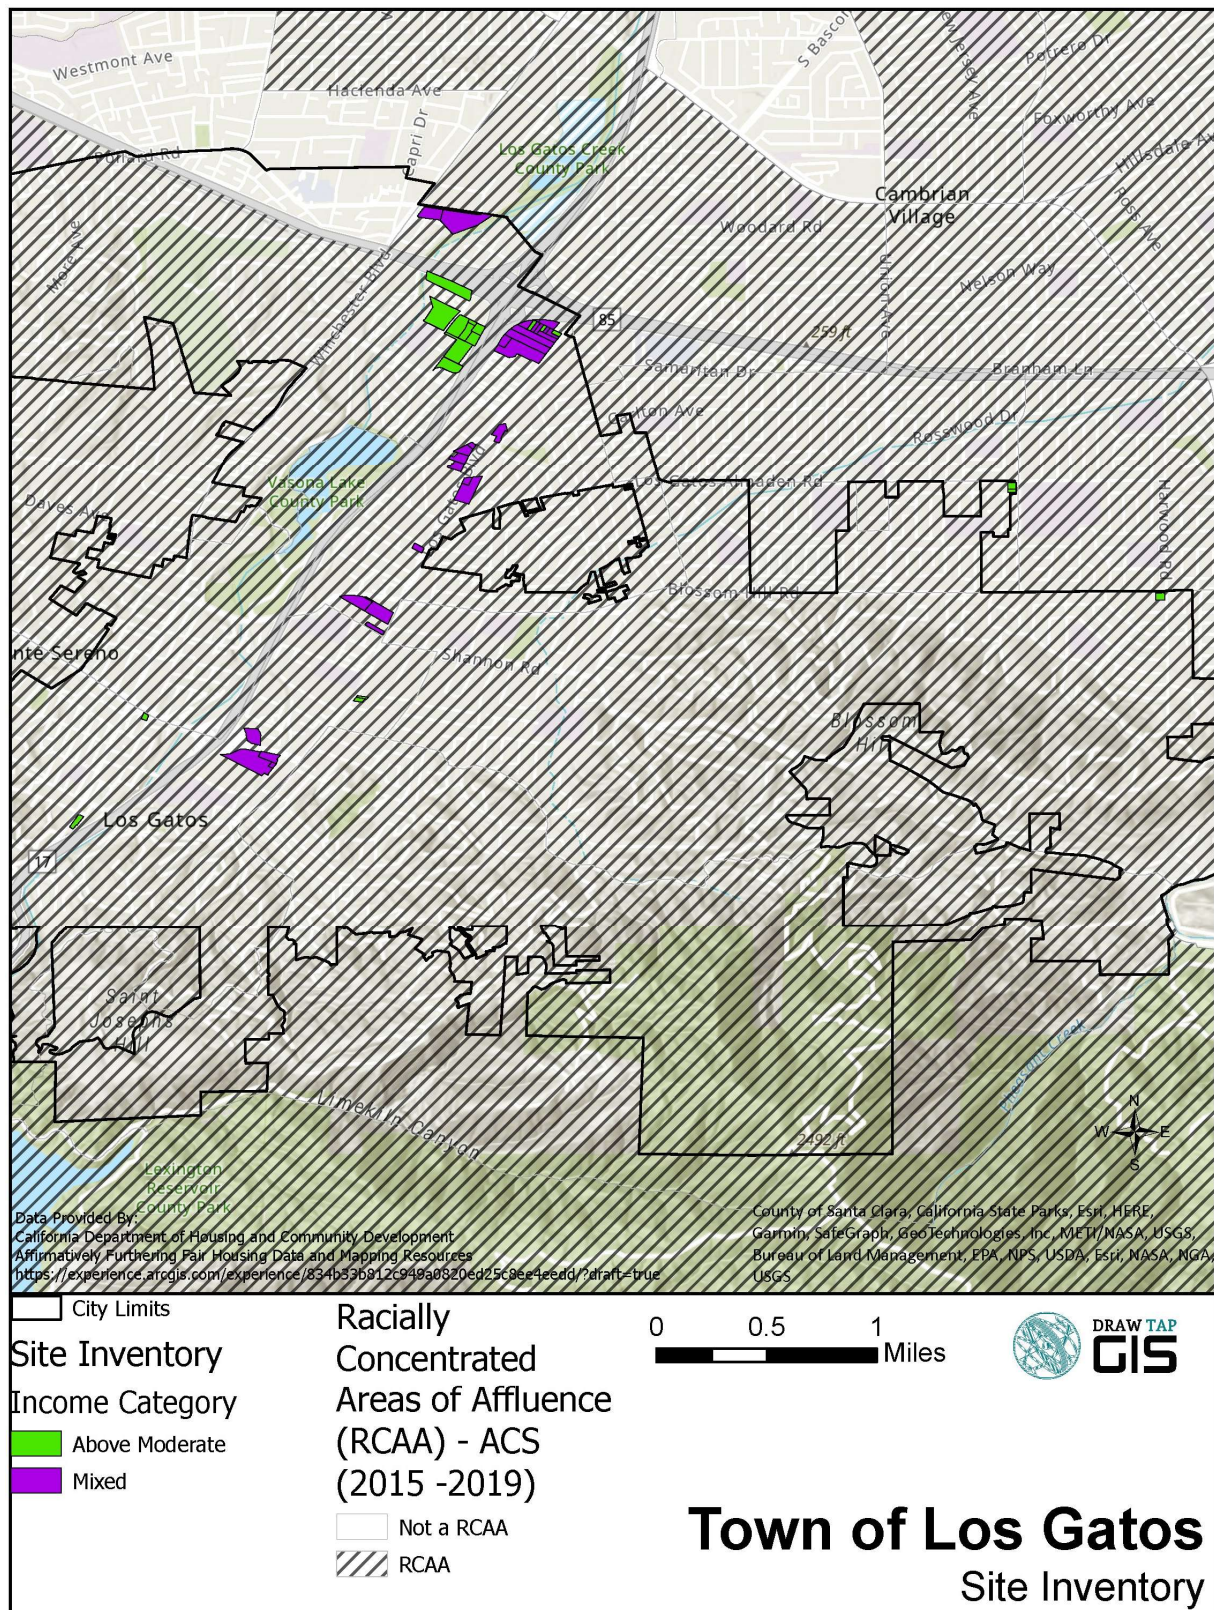 Westmont Ave
Hacienda Ave
S Bascom
Potrero Dr
Foxworthy Ave
Hillsdale Av
Pollard Rd
Capri Dr
Los Gatos Creek
County Park
Cambrian
Village
Ross Ave
Woodard Rd
More Ave
Winchester Blvd
Union Ave
Nelson Way
85
259 ft
Samaritan Dr
Branham Ln
Carlton Ave
Rosswood Dr
Vasona Lake
County Park
Los Gatos Almaden Rd
Daves Ave
Harwood Rd
Blossom Hill Rd
nte Sereno
Shannon Rd
Blossom
Hill
Los Gatos
17
Saint
Josephs
Hill
Limekiln Canyon
Pheasant Creek
2492 ft
N
W
E
S
Lexington
Reservoir
County Park
Data Provided By:
California Department of Housing and Community Development
Affirmatively Furthering Fair Housing Data and Mapping Resources
https://experience.arcgis.com/experience/834b33b812c949a0820ed25c8ee4eedd/?draft=true
County of Santa Clara, California State Parks, Esri, HERE,
Garmin, SafeGraph, GeoTechnologies, Inc, METI/NASA, USGS,
Bureau of Land Management, EPA, NPS, USDA, Esri, NASA, NGA,
USGS
City Limits
Site Inventory
Income Category
Above Moderate
Mixed
Racially
Concentrated
Areas of Affluence
(RCAA) - ACS
(2015 -2019)
Not a RCAA
RCAA
0 0.5 1
Miles
DRAW TAP
GIS
Town of Los Gatos
Site Inventory